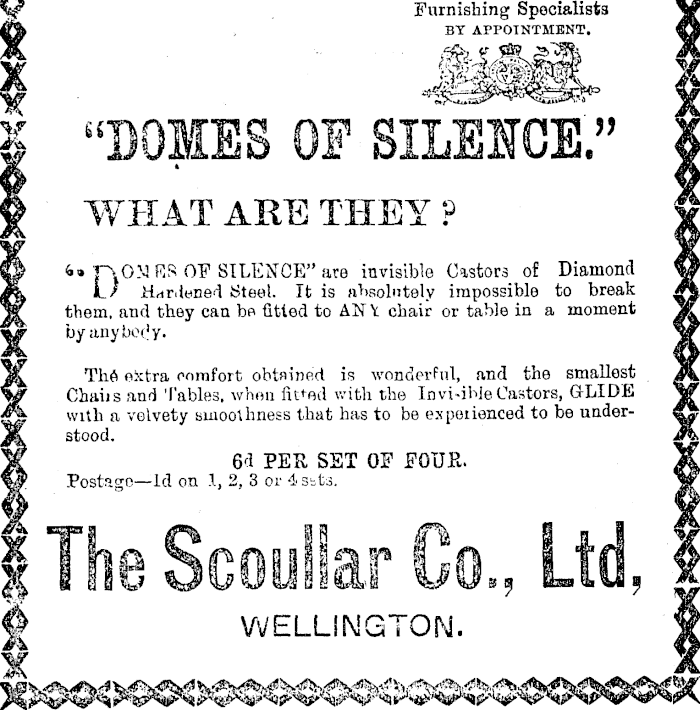 Furnishing Specialists
BY APPOINTMENT.
"DOMES OF SILENCE."
WHAT ARE THEY?
"DOMES OF SILENCE" are invisible Castors of Diamond
Hardened Steel. It is absolutely impossible to break
them, and they can be fitted to ANY chair or table in a moment
by anybody.
The extra comfort obtained is wonderful, and the smallest
Chairs and Tables, when fitted with the Invisible Castors, GLIDE
with a velvety smoothness that has to be experienced to be under-
stood.
6d PER SET OF FOUR.
Postage—1d on 1, 2, 3 or 4 sets.
The Scoullar Co., Ltd,
WELLINGTON.